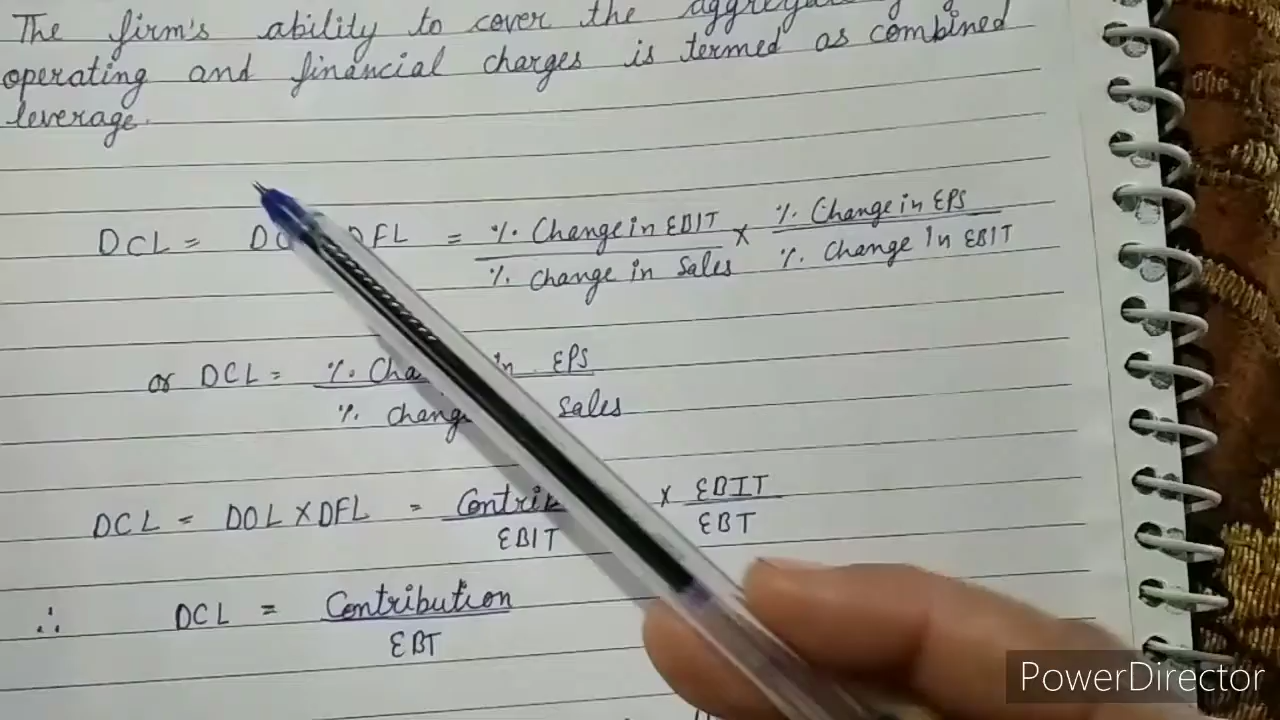 The firm's ability to cover the
operating and financial charges is termed as combined
leverage.
DCL = DFL = % Change in EBIT / % Change in Sales × % Change in EPS / % Change In EBIT
or DCL = % in EPS / % Sales
DCL = DOL X DFL = EBIT × EBIT / EBT
∴ DCL = Contribution / EBT
PowerDirector